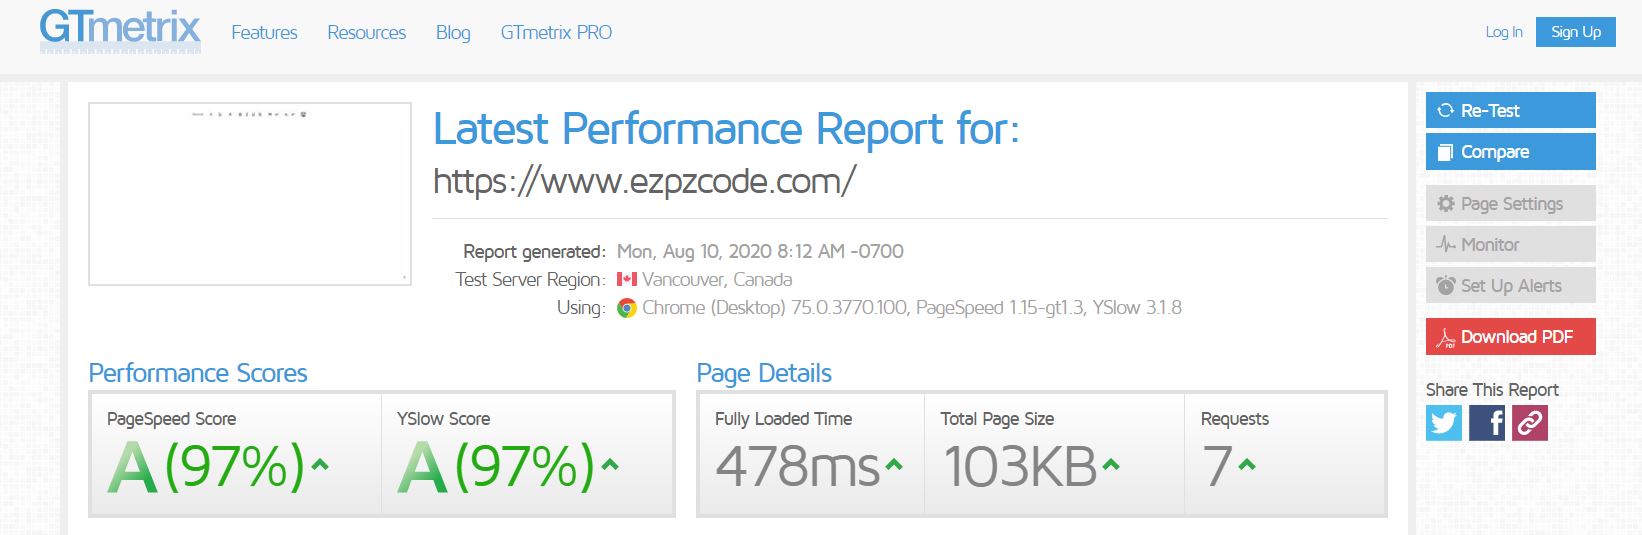 GTmetrix
Features Resources Blog GTmetrix PRO
Log In Sign Up
Latest Performance Report for:
https://www.ezpzcode.com/
Report generated: Mon, Aug 10, 2020 8:12 AM -0700
Test Server Region: Vancouver, Canada
Using: Chrome (Desktop) 75.0.3770.100, PageSpeed 1.15-gt1.3, YSlow 3.1.8
Performance Scores
PageSpeed Score
A (97%)
YSlow Score
A (97%)
Page Details
Fully Loaded Time
478ms
Total Page Size
103KB
Requests
7
Re-Test
Compare
Page Settings
Monitor
Set Up Alerts
PDF Download PDF
Share This Report